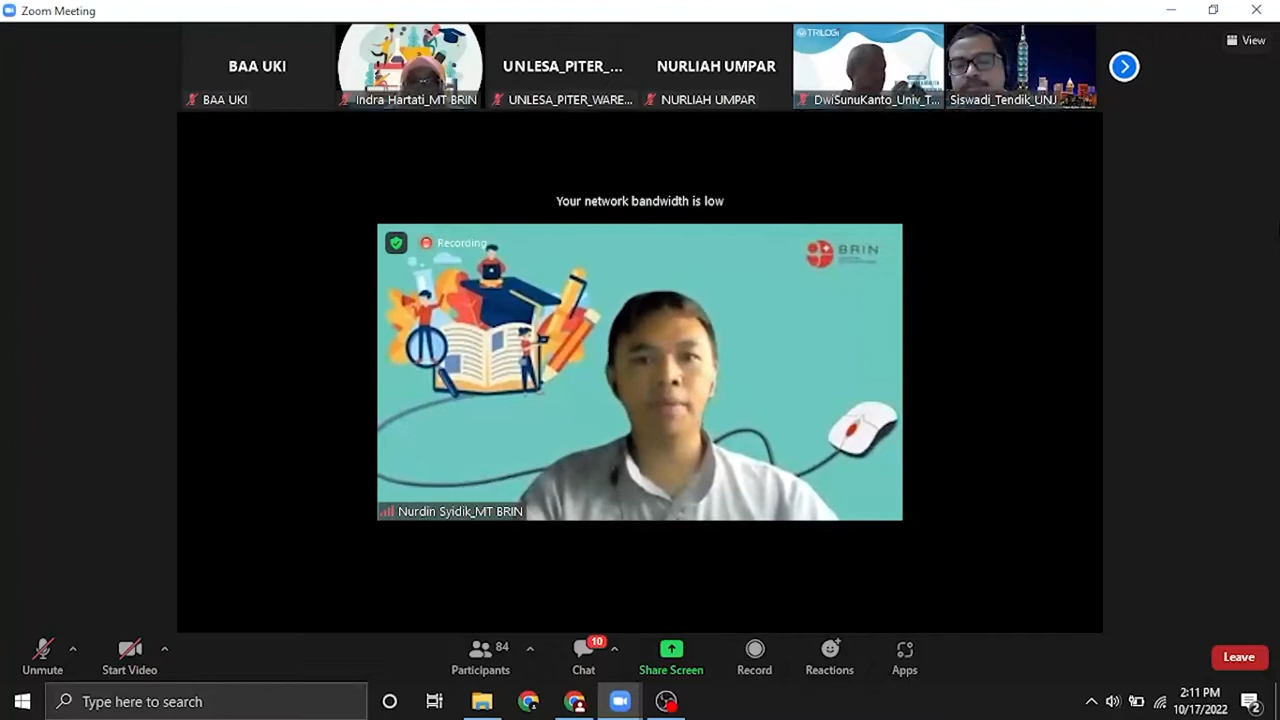 Zoom Meeting
View
BAA UKI
UNLESA_PITER_...
NURLIAH UMPAR
TRILOGI
BAA UKI
Indra Hartati_MT BRIN
UNLESA_PITER_WARE...
NURLIAH UMPAR
DwiSunuKanto_Univ_T...
Siswadi_Tendik_UNJ
Your network bandwidth is low
Recording
BRIN
Nurdin Syidik_MT BRIN
84
10
Unmute
Start Video
Participants
Chat
Share Screen
Record
Reactions
Apps
Leave
Type here to search
2:11 PM
10/17/2022
2